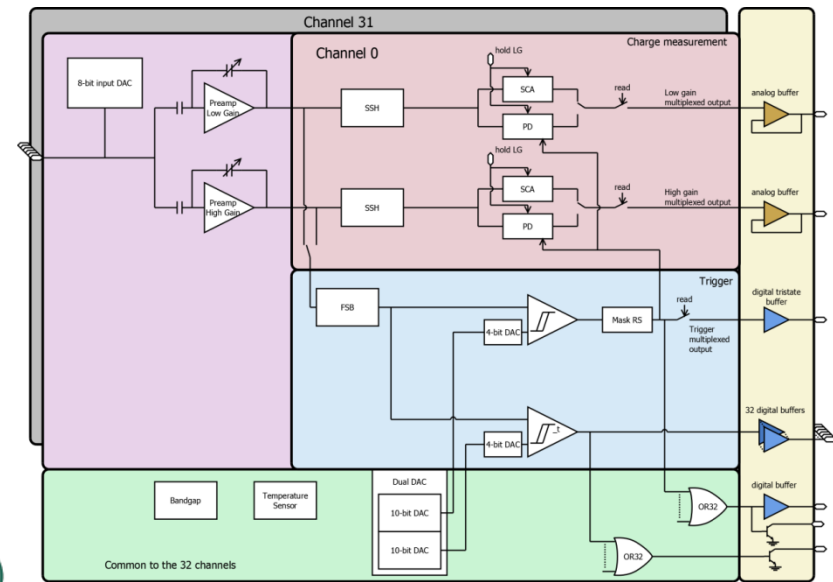 Channel 31
Channel 0
Charge measurement
8-bit input DAC
Preamp
Low Gain
SSH
hold LG
SCA
PD
read
Low gain
multiplexed output
analog buffer
hold LG
Preamp
High Gain
SSH
SCA
PD
read
High gain
multiplexed output
analog buffer
Trigger
FSB
4-bit DAC
Mask RS
read
Trigger
multiplexed
output
digital tristate
buffer
4-bit DAC
_t
32 digital buffers
Dual DAC
10-bit DAC
10-bit DAC
Bandgap
Temperature
Sensor
OR32
digital buffer
OR32
Common to the 32 channels